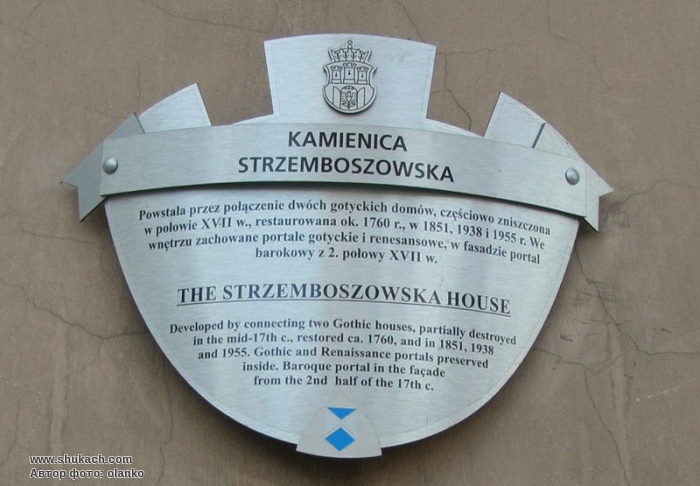 KAMIENICA
STRZEMBOSZOWSKA
Powstała przez połączenie dwóch gotyckich domów, częściowo zniszczona
w połowie XVII w., restaurowana ok. 1760 r., w 1851, 1938 i 1955 r. We
wnętrzu zachowane portale gotyckie i renesansowe, w fasadzie portal
barokowy z 2. połowy XVII w.
THE STRZEMBOSZOWSKA HOUSE
Developed by connecting two Gothic houses, partially destroyed
in the mid-17th c., restored ca. 1760, and in 1851, 1938
and 1955. Gothic and Renaissance portals preserved
inside. Baroque portal in the façade
from the 2nd half of the 17th c.
www.shukach.com
Автор фото: olanko